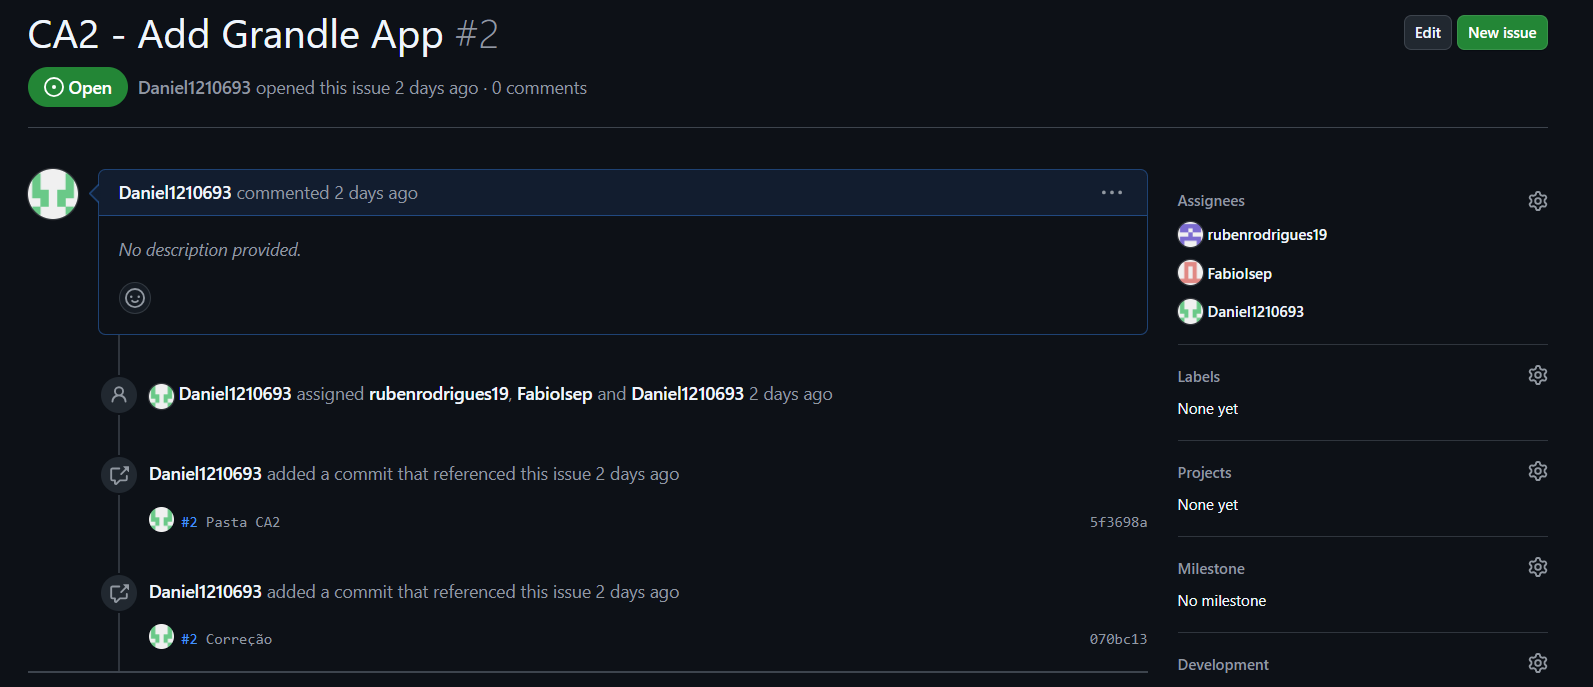 CA2 - Add Grandle App #2
Edit
New issue
Open
Daniel1210693 opened this issue 2 days ago · 0 comments
Daniel1210693 commented 2 days ago
No description provided.
Daniel1210693 assigned rubenrodrigues19, FabioIsep and Daniel1210693 2 days ago
Daniel1210693 added a commit that referenced this issue 2 days ago
#2 Pasta CA2
5f3698a
Daniel1210693 added a commit that referenced this issue 2 days ago
#2 Correção
070bc13
Assignees
rubenrodrigues19
FabioIsep
Daniel1210693
Labels
None yet
Projects
None yet
Milestone
No milestone
Development